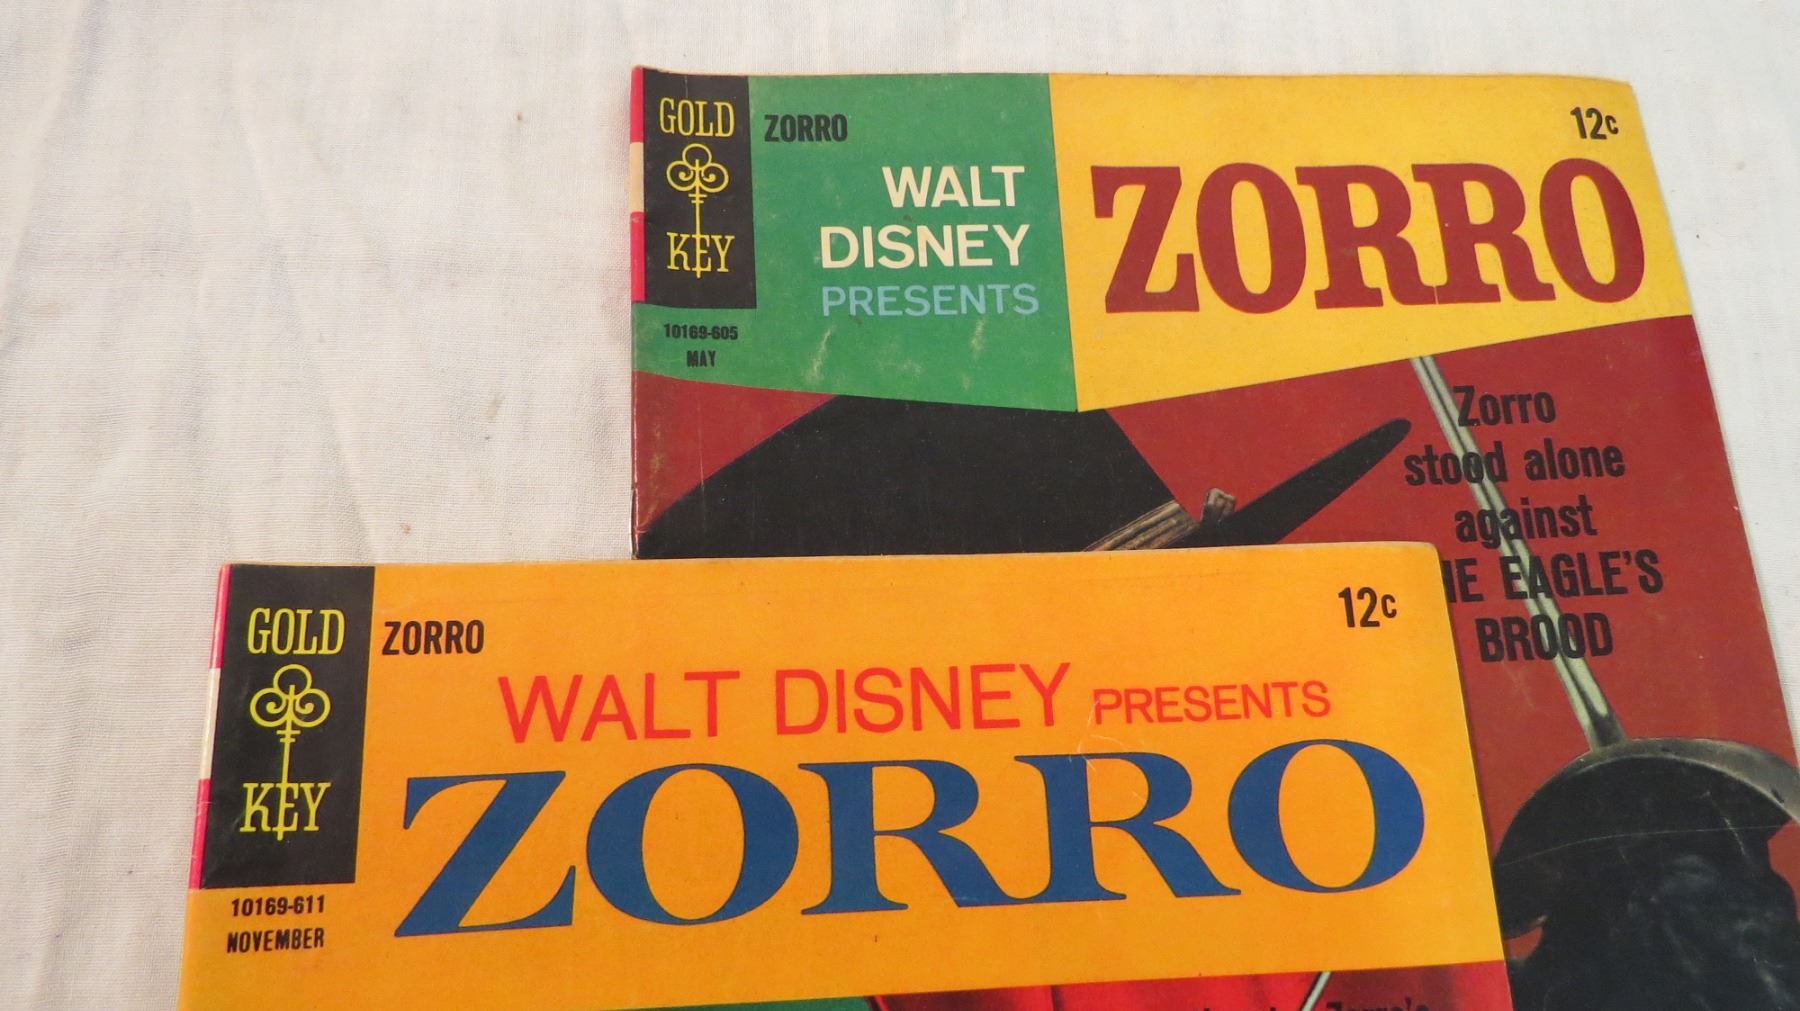 GOLD
KEY
10169-605
MAY
ZORRO
WALT
DISNEY
PRESENTS
ZORRO
12c
Zorro
stood alone
against
EAGLE'S
BROOD
GOLD
KEY
10169-611
NOVEMBER
ZORRO
12c
WALT DISNEY PRESENTS
ZORRO
Zorro's